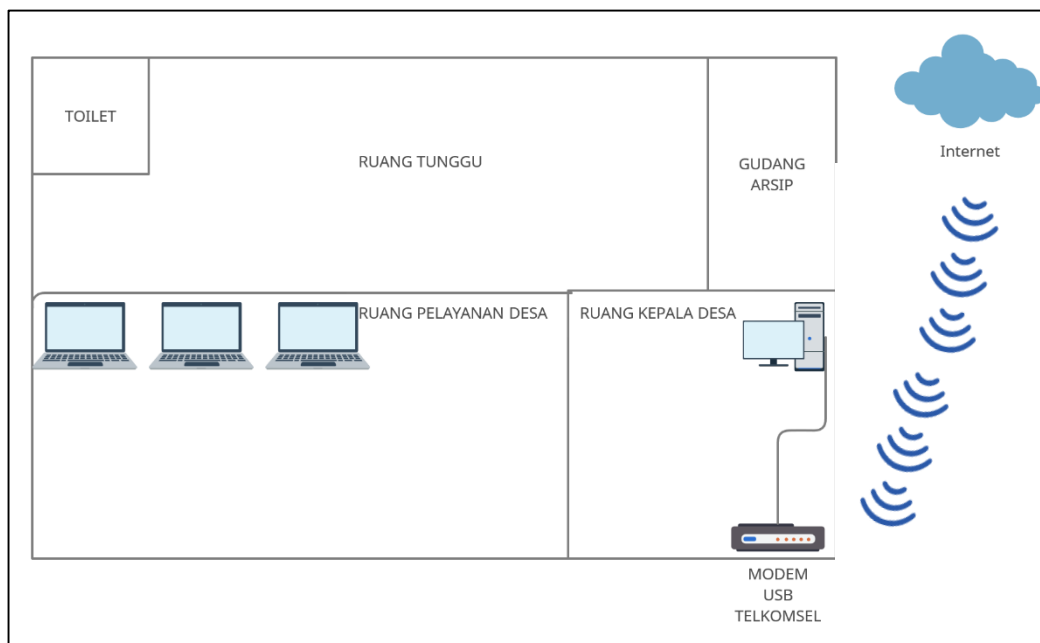 TOILET
RUANG TUNGGU
GUDANG
ARSIP
Internet
RUANG PELAYANAN DESA
RUANG KEPALA DESA
MODEM
USB
TELKOMSEL